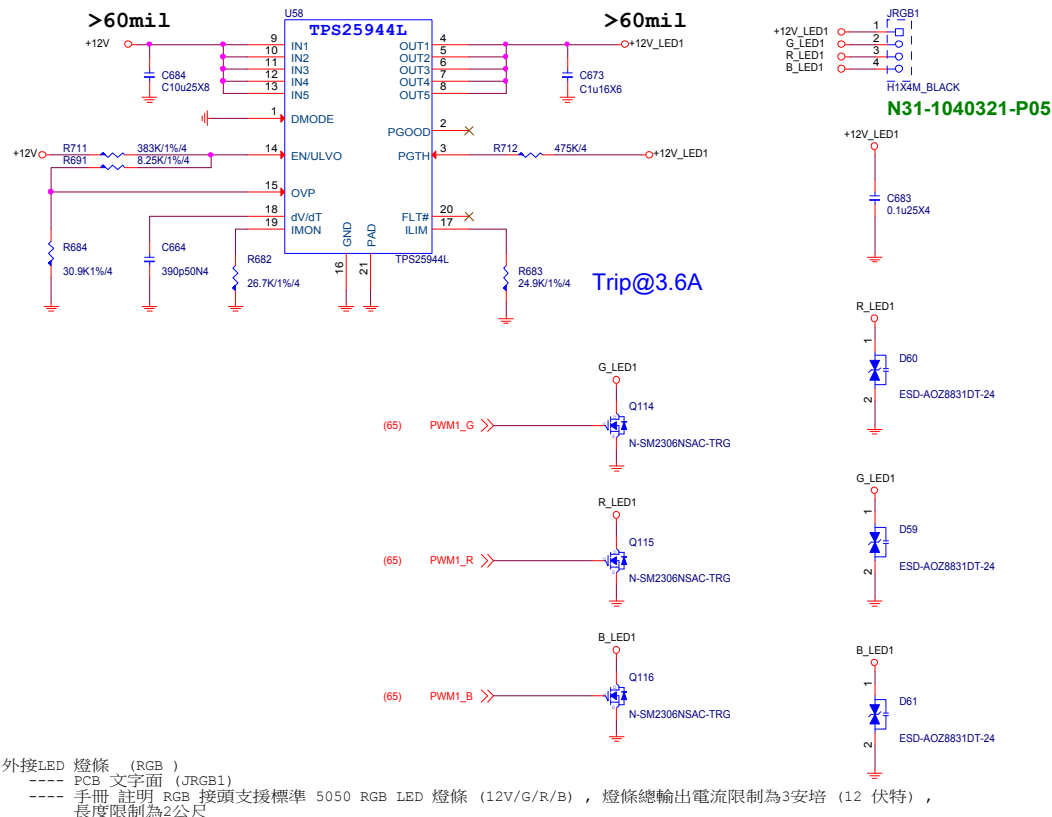 >60mil
>60mil
U58
TPS25944L
+12V
9
10
11
12
13
IN1
IN2
IN3
IN4
IN5
OUT1
OUT2
OUT3
OUT4
OUT5
4
5
6
7
8
+12V_LED1
C684
C10u25X8
C673
C1u16X6
1
DMODE
PGOOD
2
+12V
R711
383K/1%/4
R691
8.25K/1%/4
14
EN/ULVO
PGTH
3
R712
475K/4
+12V_LED1
15
OVP
18
dV/dT
19
IMON
FLT#
20
ILIM
17
GND
PAD
16
21
TPS25944L
R684
30.9K1%/4
C664
390p50N4
R682
26.7K/1%/4
R683
24.9K/1%/4
Trip@3.6A
JRGB1
+12V_LED1
G_LED1
R_LED1
B_LED1
1
2
3
4
H1X4M_BLACK
N31-1040321-P05
+12V_LED1
C683
0.1u25X4
R_LED1
1
D60
ESD-AOZ8831DT-24
2
G_LED1
Q114
(65) PWM1_G
N-SM2306NSAC-TRG
G_LED1
1
D59
ESD-AOZ8831DT-24
2
R_LED1
Q115
(65) PWM1_R
N-SM2306NSAC-TRG
B_LED1
Q116
(65) PWM1_B
N-SM2306NSAC-TRG
B_LED1
1
D61
ESD-AOZ8831DT-24
2
外接LED 燈條 (RGB )
---- PCB 文字面 (JRGB1)
---- 手冊 註明 RGB 接頭支援標準 5050 RGB LED 燈條 (12V/G/R/B) , 燈條總輸出電流限制為3安培 (12 伏特) ,
長度限制為2公尺